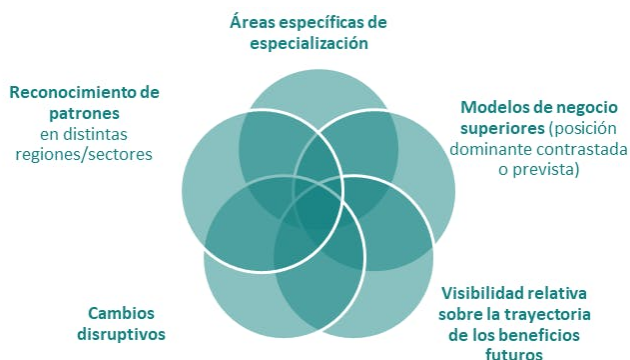 Áreas específicas de
especialización
Reconocimiento de
patrones
en distintas
regiones/sectores
Modelos de negocio
superiores (posición
dominante contrastada
o prevista)
Cambios
disruptivos
Visibilidad relativa
sobre la trayectoria
de los beneficios
futuros